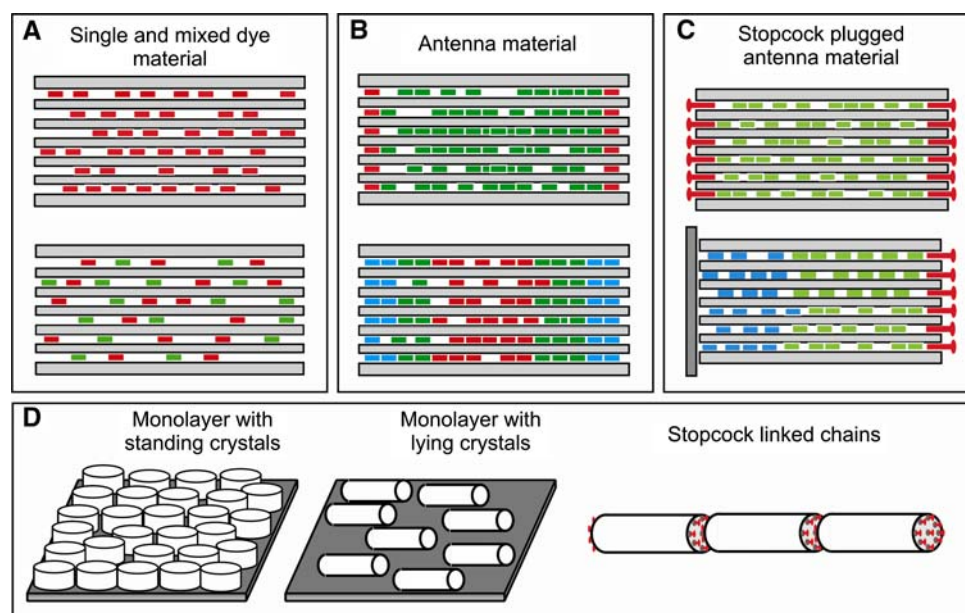 A
Single and mixed dye
material
B
Antenna material
C
Stopcock plugged
antenna material
D
Monolayer with
standing crystals
Monolayer with
lying crystals
Stopcock linked chains